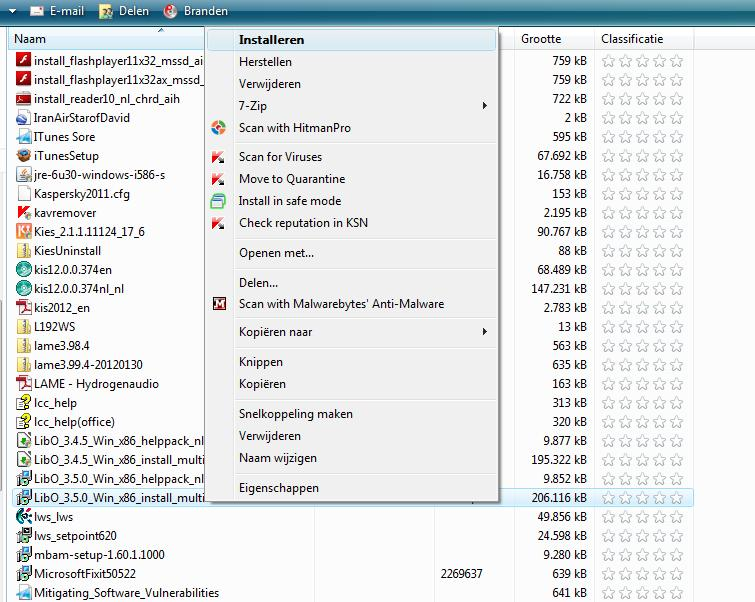 E-mail Delen Branden
Naam Grootte Classificatie
install_flashplayer11x32_mssd_ai 759 kB
install_flashplayer11x32ax_mssd_ 759 kB
install_reader10_nl_chrd_aih 722 kB
IranAirStarofDavid 2 kB
ITunes Sore 595 kB
iTunesSetup 67.692 kB
jre-6u30-windows-i586-s 16.758 kB
Kaspersky2011.cfg 153 kB
kavremover 2.195 kB
Kies_2.1.1.11124_17_6 90.767 kB
KiesUninstall 88 kB
kis12.0.0.374en 68.489 kB
kis12.0.0.374nl_nl 147.231 kB
kis2012_en 2.783 kB
L192WS 13 kB
lame3.98.4 563 kB
lame3.99.4-20120130 635 kB
LAME - Hydrogenaudio 163 kB
lcc_help 313 kB
lcc_help(office) 320 kB
LibO_3.4.5_Win_x86_helppack_nl 9.877 kB
LibO_3.4.5_Win_x86_install_multi 195.322 kB
LibO_3.5.0_Win_x86_helppack_nl 9.852 kB
LibO_3.5.0_Win_x86_install_multi 206.116 kB
lws_lws 49.856 kB
lws_setpoint620 24.598 kB
mbam-setup-1.60.1.1000 9.280 kB
MicrosoftFixit50522 2269637 639 kB
Mitigating_Software_Vulnerabilities 641 kB
Installeren
Herstellen
Verwijderen
7-Zip
Scan with HitmanPro
Scan for Viruses
Move to Quarantine
Install in safe mode
Check reputation in KSN
Openen met...
Delen...
Scan with Malwarebytes' Anti-Malware
Kopiëren naar
Knippen
Kopiëren
Snelkoppeling maken
Verwijderen
Naam wijzigen
Eigenschappen